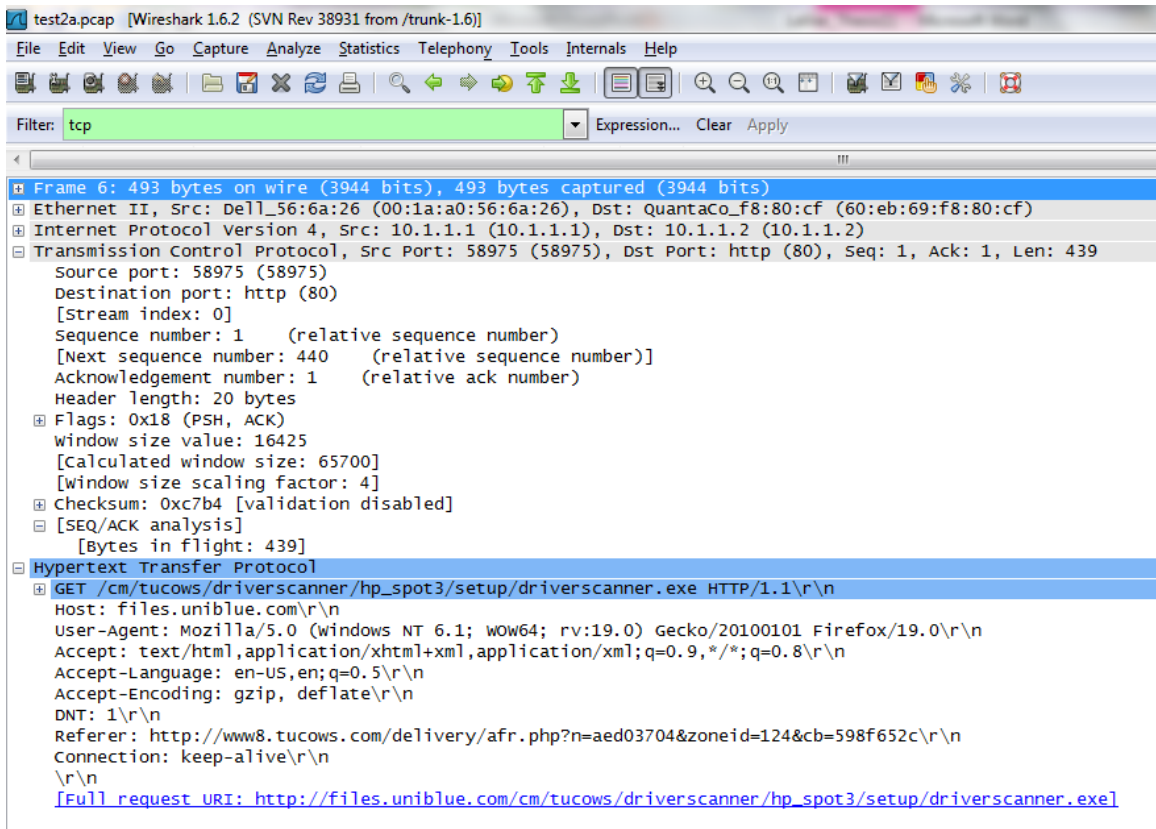 test2a.pcap [Wireshark 1.6.2 (SVN Rev 38931 from /trunk-1.6)]
File Edit View Go Capture Analyze Statistics Telephony Tools Internals Help
Filter: tcp Expression... Clear Apply
Frame 6: 493 bytes on wire (3944 bits), 493 bytes captured (3944 bits)
Ethernet II, Src: Dell_56:6a:26 (00:1a:a0:56:6a:26), Dst: QuantaCo_f8:80:cf (60:eb:69:f8:80:cf)
Internet Protocol Version 4, Src: 10.1.1.1 (10.1.1.1), Dst: 10.1.1.2 (10.1.1.2)
Transmission Control Protocol, Src Port: 58975 (58975), Dst Port: http (80), Seq: 1, Ack: 1, Len: 439
Source port: 58975 (58975)
Destination port: http (80)
[Stream index: 0]
Sequence number: 1 (relative sequence number)
[Next sequence number: 440 (relative sequence number)]
Acknowledgement number: 1 (relative ack number)
Header length: 20 bytes
Flags: 0x18 (PSH, ACK)
Window size value: 16425
[Calculated window size: 65700]
[Window size scaling factor: 4]
Checksum: 0xc7b4 [validation disabled]
[SEQ/ACK analysis]
[Bytes in flight: 439]
Hypertext Transfer Protocol
GET /cm/tucows/driverscanner/hp_spot3/setup/driverscanner.exe HTTP/1.1\r\n
Host: files.uniblue.com\r\n
User-Agent: Mozilla/5.0 (Windows NT 6.1; WOW64; rv:19.0) Gecko/20100101 Firefox/19.0\r\n
Accept: text/html,application/xhtml+xml,application/xml;q=0.9,*/*;q=0.8\r\n
Accept-Language: en-US,en;q=0.5\r\n
Accept-Encoding: gzip, deflate\r\n
DNT: 1\r\n
Referer: http://www8.tucows.com/delivery/afr.php?n=aed03704&zoneid=124&cb=598f652c\r\n
Connection: keep-alive\r\n
\r\n
[Full request URI: http://files.uniblue.com/cm/tucows/driverscanner/hp_spot3/setup/driverscanner.exe]